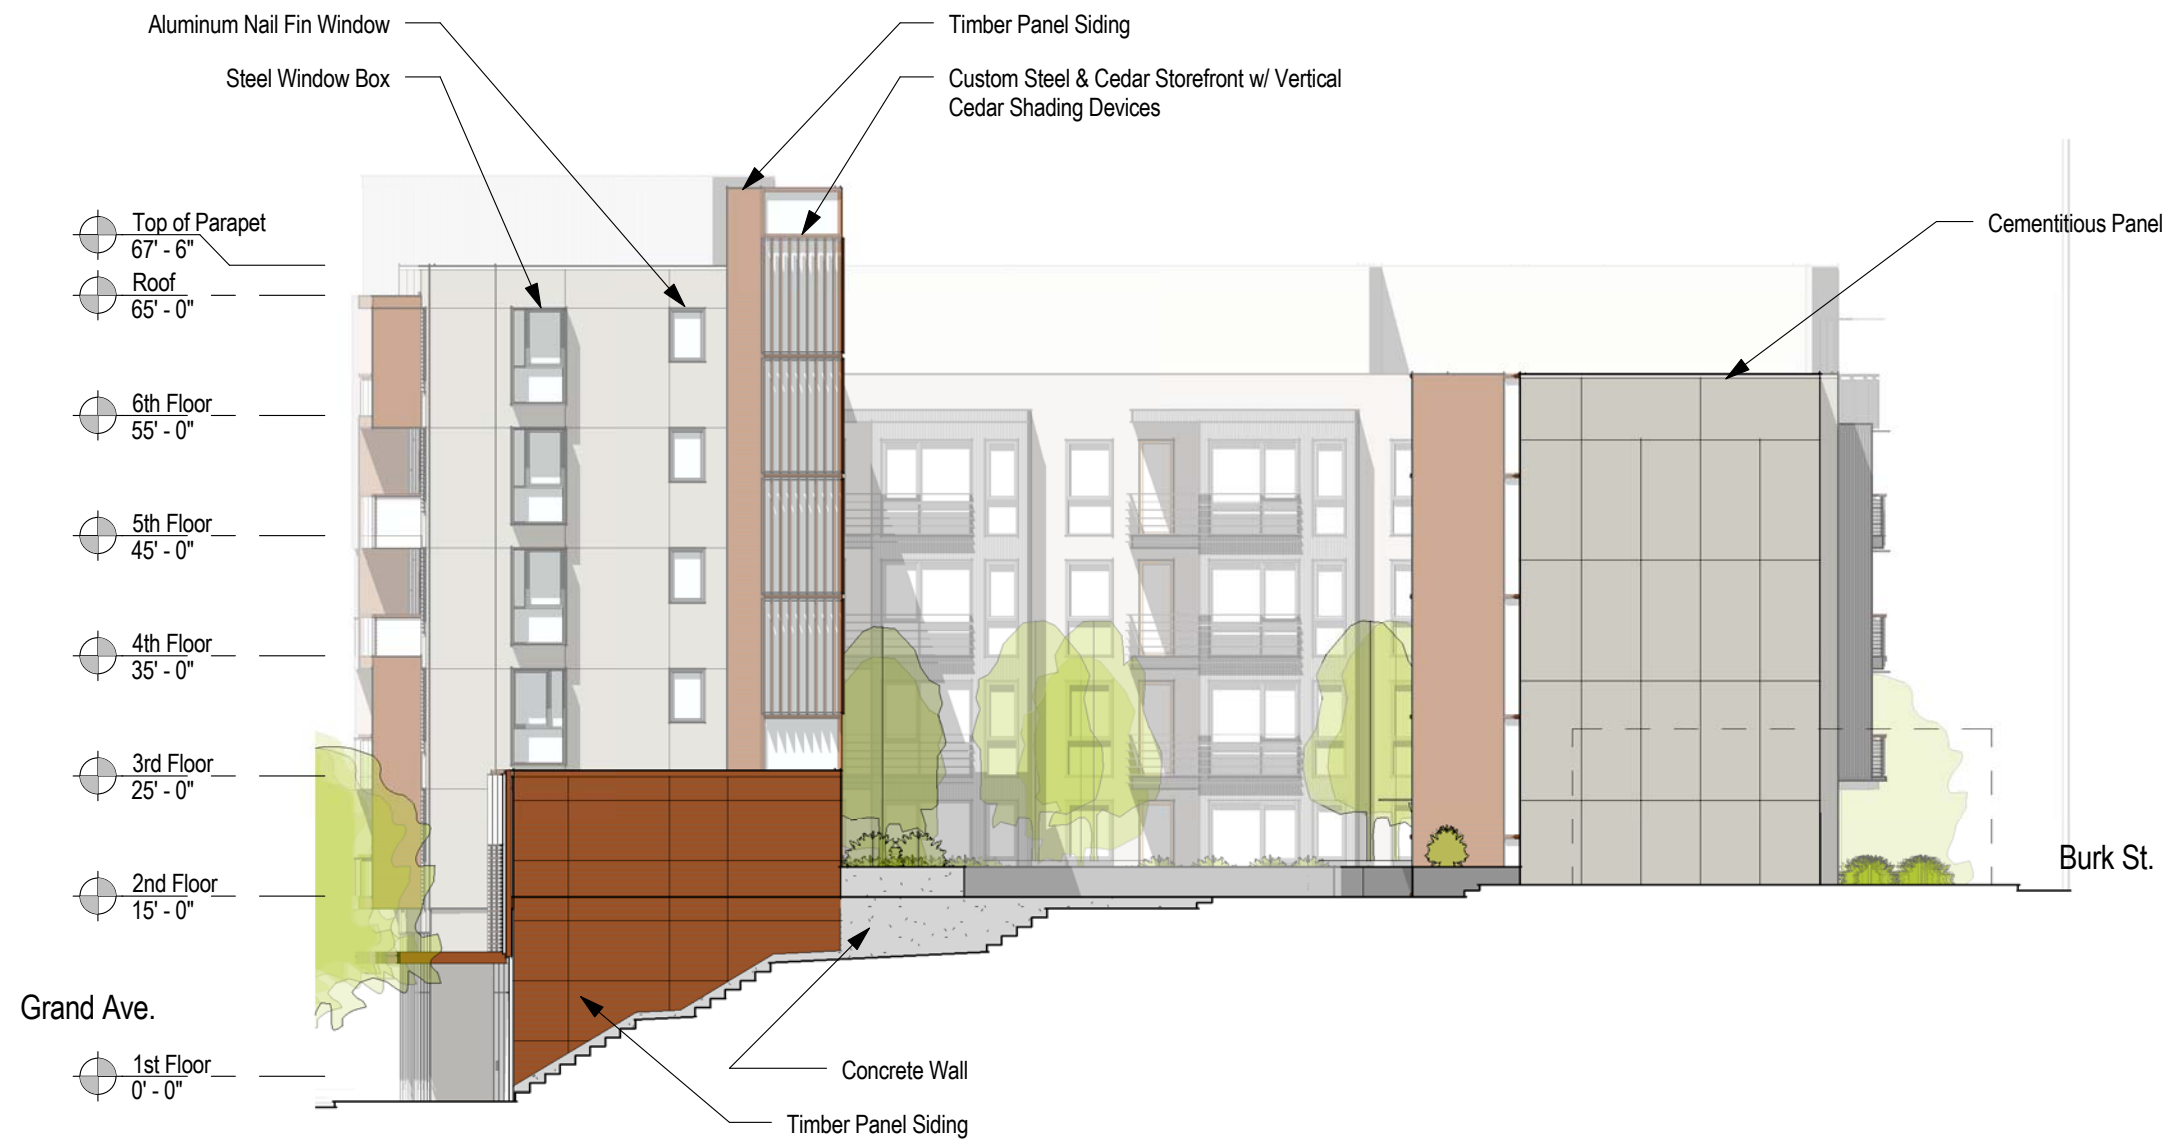 Aluminum Nail Fin Window
Steel Window Box
Timber Panel Siding
Custom Steel & Cedar Storefront w/ Vertical
Cedar Shading Devices
Cementitious Panel
Top of Parapet
67' - 6"
Roof
65' - 0"
6th Floor
55' - 0"
5th Floor
45' - 0"
4th Floor
35' - 0"
3rd Floor
25' - 0"
2nd Floor
15' - 0"
Burk St.
Grand Ave.
1st Floor
0' - 0"
Concrete Wall
Timber Panel Siding